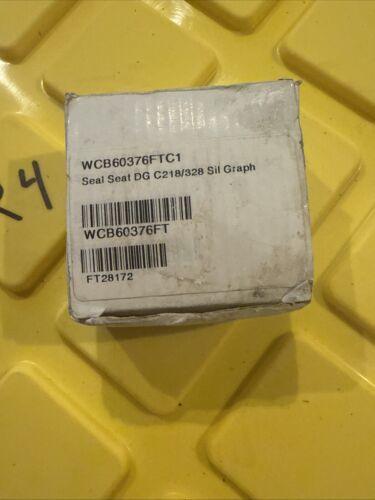 R4
WCB60376FTC1
Seal Seat DG C218/328 Sil Graph
WCB60376FT
FT28172